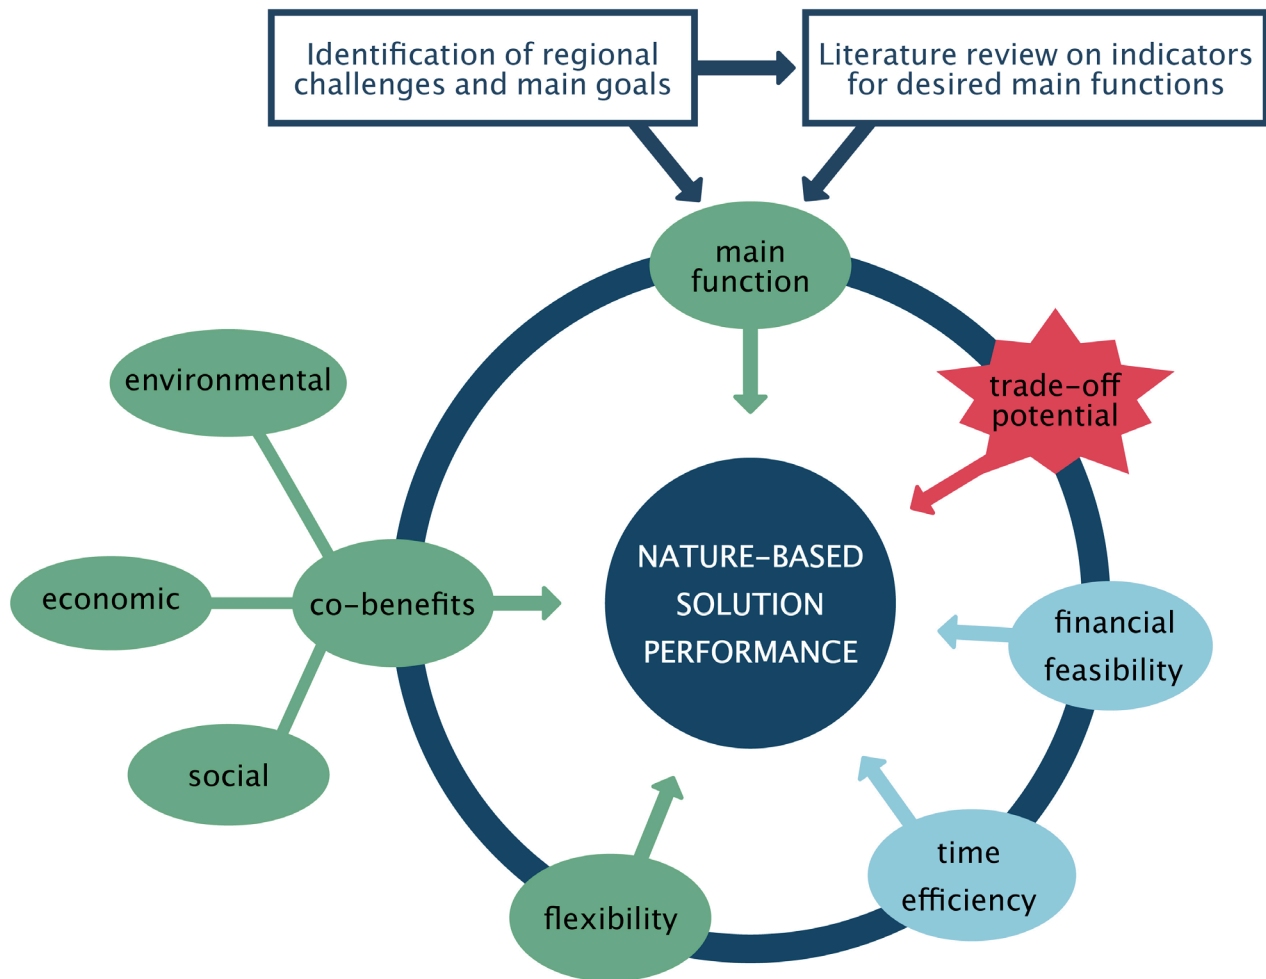 Identification of regional
challenges and main goals
Literature review on indicators
for desired main functions
main
function
trade-off
potential
environmental
NATURE-BASED
SOLUTION
PERFORMANCE
economic
co-benefits
financial
feasibility
social
time
efficiency
flexibility